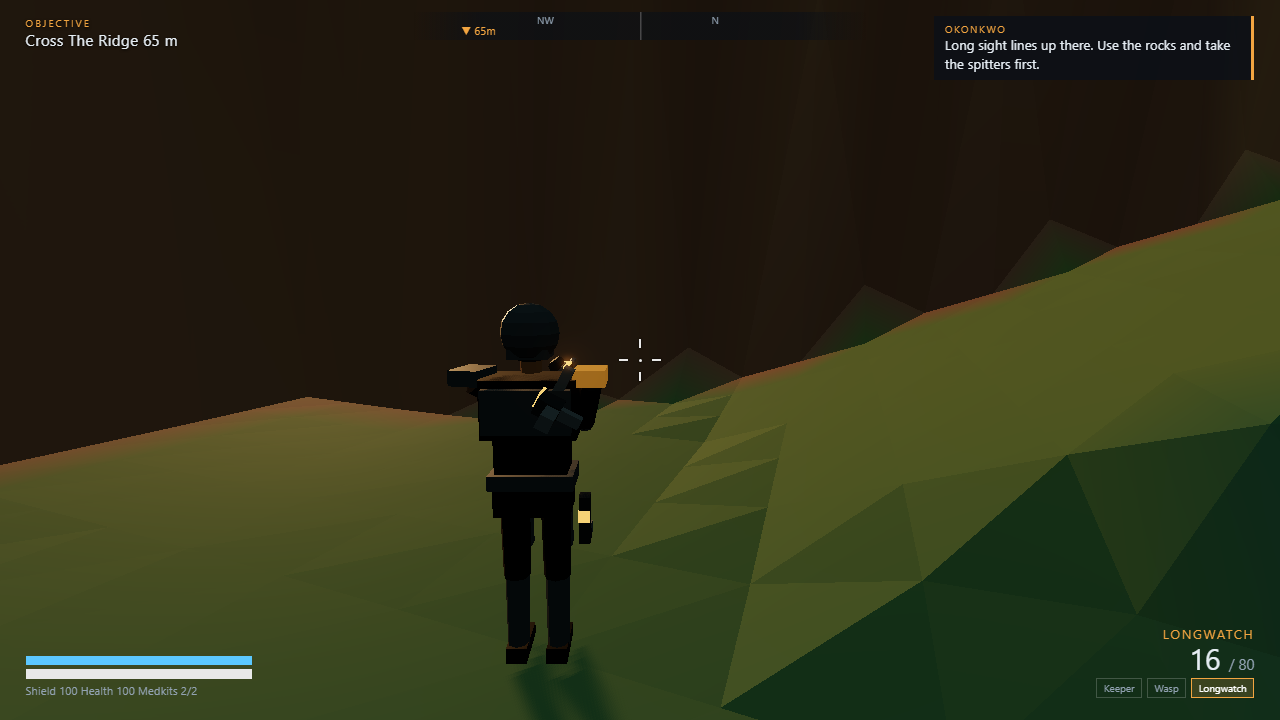 OBJECTIVE
Cross The Ridge 65 m
NW
N
65m
OKONKWO
Long sight lines up there. Use the rocks and take
the spitters first.
Shield 100 Health 100 Medkits 2/2
LONGWATCH
16 / 80
Keeper
Wasp
Longwatch